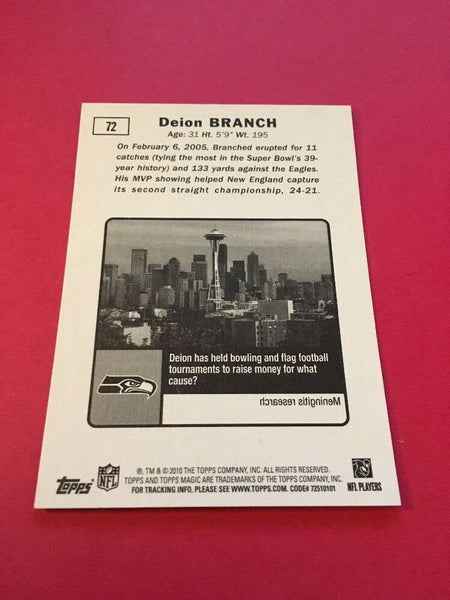 72
Deion BRANCH
Age: 31 Ht. 5'9" Wt. 195
On February 6, 2005, Branched erupted for 11
catches (tying the most in the Super Bowl's 39-
year history) and 133 yards against the Eagles.
His MVP showing helped New England capture
its second straight championship, 24-21.
Deion has held bowling and flag football
tournaments to raise money for what
cause?
Meningitis research
®, TM & © 2010 THE TOPPS COMPANY, INC. ALL RIGHTS RESERVED.
TOPPS AND TOPPS MAGIC ARE TRADEMARKS OF THE TOPPS COMPANY, INC.
FOR TRACKING INFO, PLEASE SEE WWW.TOPPS.COM. CODE# 72510101
Topps
NFL
NFL PLAYERS